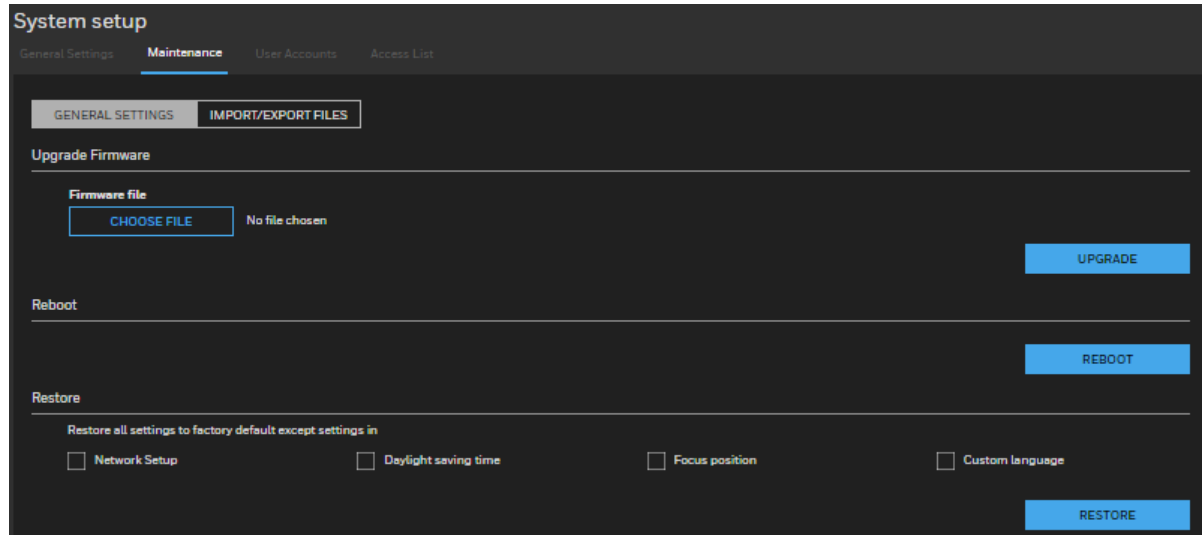 System setup
General Settings Maintenance User Accounts Access List
GENERAL SETTINGS IMPORT/EXPORT FILES
Upgrade Firmware
Firmware file
CHOOSE FILE No file chosen
UPGRADE
Reboot
REBOOT
Restore
Restore all settings to factory default except settings in
Network Setup Daylight saving time Focus position Custom language
RESTORE